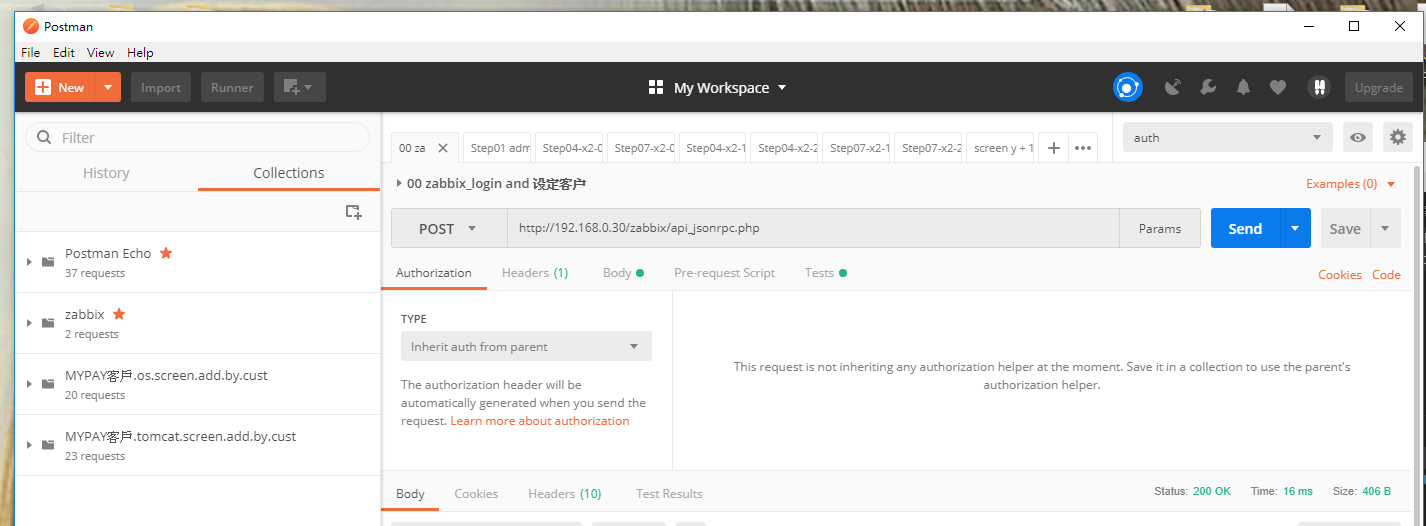 Postman
File Edit View Help
New Import Runner My Workspace Upgrade
Filter
History Collections
Postman Echo
37 requests
zabbix
2 requests
MYPAY客戶.os.screen.add.by.cust
20 requests
MYPAY客戶.tomcat.screen.add.by.cust
23 requests
00 za Step01 adm Step04-x2-0 Step07-x2-0 Step04-x2-1 Step04-x2-2 Step07-x2-1 Step07-x2-2 screen y + 1 auth
00 zabbix_login and 设定客户 Examples (0)
POST http://192.168.0.30/zabbix/api_jsonrpc.php Params Send Save
Authorization Headers (1) Body Pre-request Script Tests Cookies Code
TYPE
Inherit auth from parent
The authorization header will be
automatically generated when you send the
request. Learn more about authorization
This request is not inheriting any authorization helper at the moment. Save it in a collection to use the parent's
authorization helper.
Body Cookies Headers (10) Test Results Status: 200 OK Time: 16 ms Size: 406 B